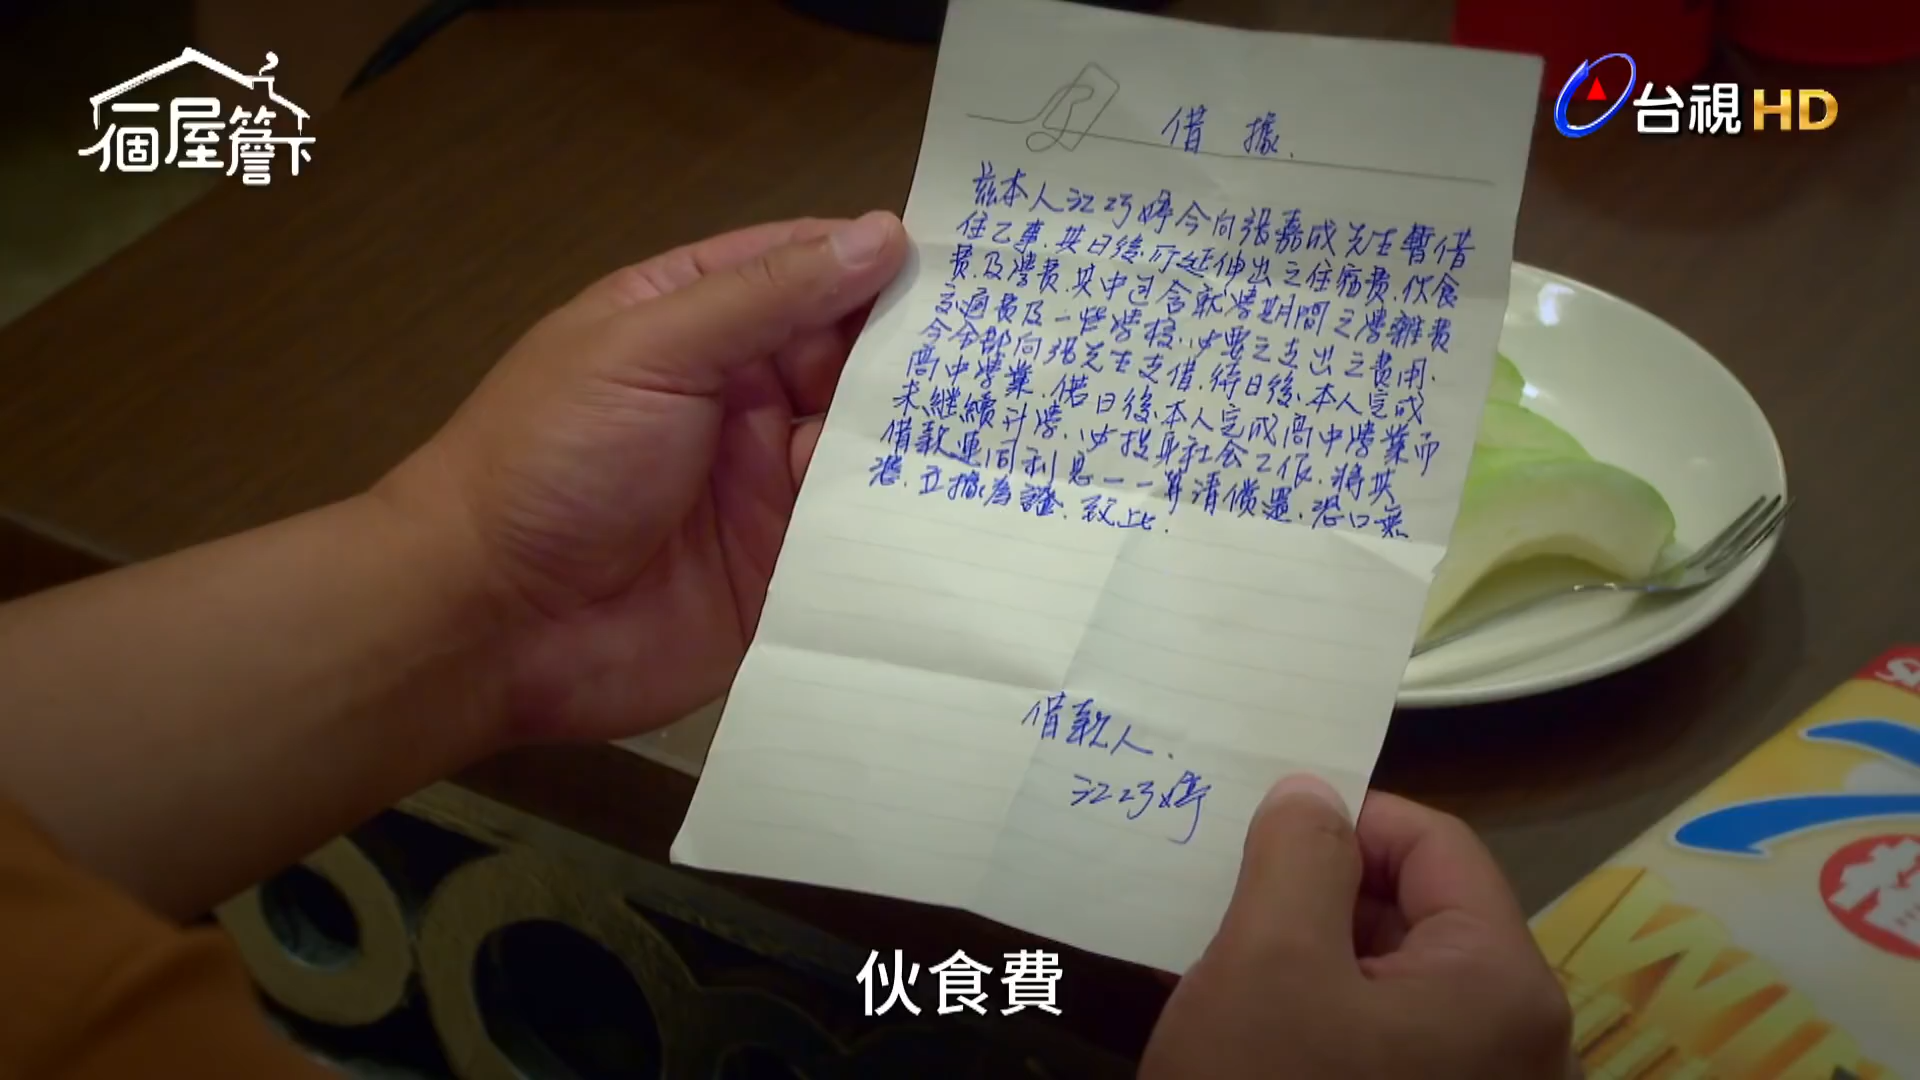 一個屋簷下
台視HD
借據.
茲本人江巧婷今向張嘉成先生暫借
住乙事.其日後.所延伸出之住宿費.伙食
費.及學費.其中包含就學期間之學雜費
交通費及一些學校.必要之支出之費用.
今全部向張先生支借.待日後.本人完成
高中學業.偌日後.本人完成高中學業而
未繼續升學.必投身社會工作.將其
借款連同利息一一算清償還.恐口無
憑.立據為證.致此.
借款人.
江巧婷
伙食費